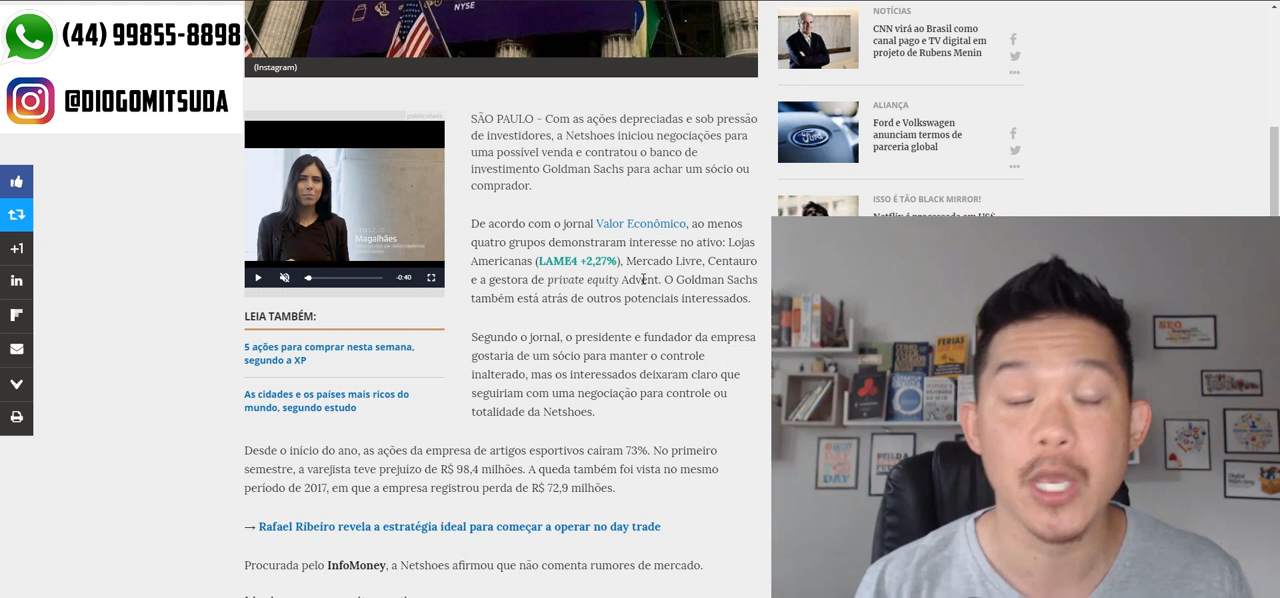 (44) 99855-8898
@DIOGOMITSUDA
NYSE
(Instagram)
publicidade
Magalhães
-0:40
LEIA TAMBÉM:
5 ações para comprar nesta semana,
segundo a XP
As cidades e os países mais ricos do
mundo, segundo estudo
SÃO PAULO - Com as ações depreciadas e sob pressão
de investidores, a Netshoes iniciou negociações para
uma possível venda e contratou o banco de
investimento Goldman Sachs para achar um sócio ou
comprador.
De acordo com o jornal Valor Econômico, ao menos
quatro grupos demonstraram interesse no ativo: Lojas
Americanas (LAME4 +2,27%), Mercado Livre, Centauro
e a gestora de private equity Advent. O Goldman Sachs
também está atrás de outros potenciais interessados.
Segundo o jornal, o presidente e fundador da empresa
gostaria de um sócio para manter o controle
inalterado, mas os interessados deixaram claro que
seguiriam com uma negociação para controle ou
totalidade da Netshoes.
Desde o início do ano, as ações da empresa de artigos esportivos caíram 73%. No primeiro
semestre, a varejista teve prejuízo de R$ 98,4 milhões. A queda também foi vista no mesmo
período de 2017, em que a empresa registrou perda de R$ 72,9 milhões.
→ Rafael Ribeiro revela a estratégia ideal para começar a operar no day trade
Procurada pelo InfoMoney, a Netshoes afirmou que não comenta rumores de mercado.
NOTÍCIAS
CNN virá ao Brasil como
canal pago e TV digital em
projeto de Rubens Menin
ALIANÇA
Ford e Volkswagen
anunciam termos de
parceria global
ISSO É TÃO BLACK MIRROR!
+1
in
Ford
SEO
FÉRIAS
STARTUP